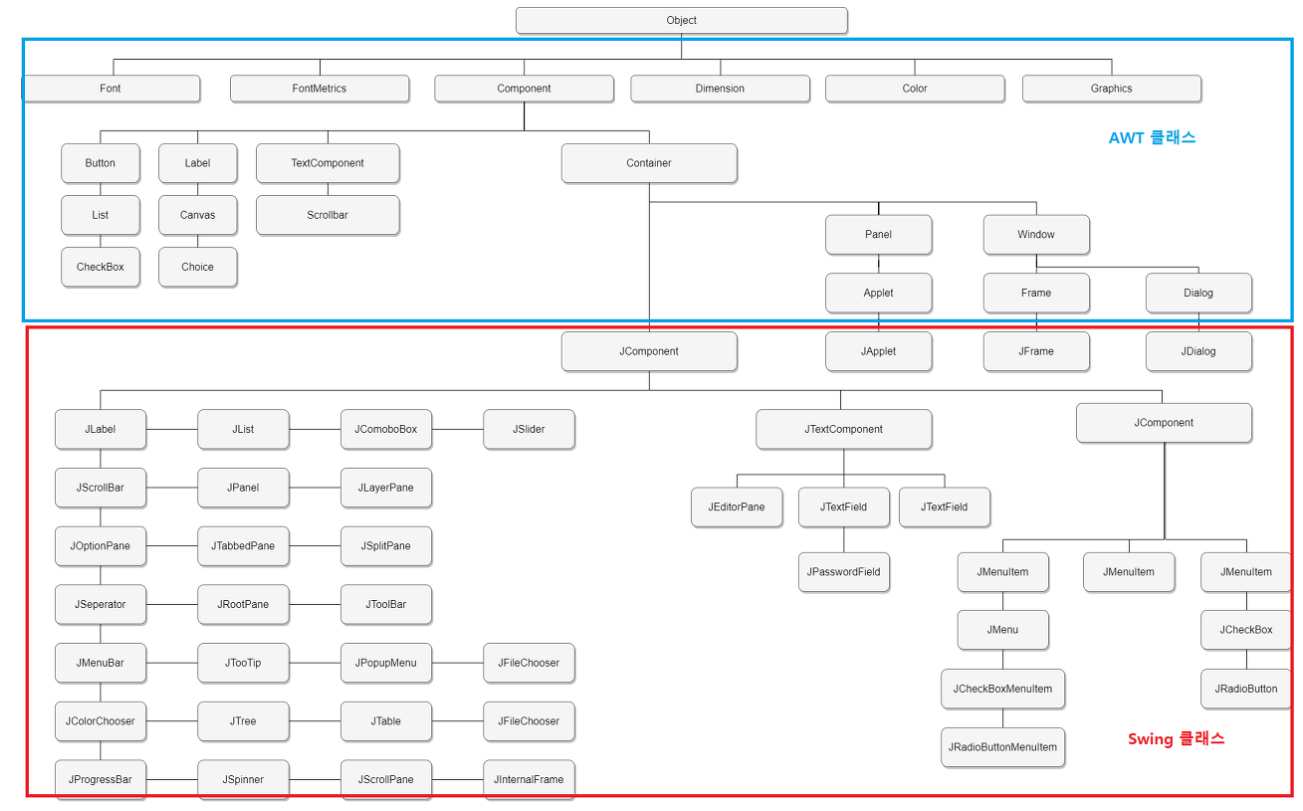 Object
Font FontMetrics Component Dimension Color Graphics
AWT 클래스
Button Label TextComponent Container
List Canvas Scrollbar
Panel Window
CheckBox Choice
Applet Frame Dialog
JComponent JApplet JFrame JDialog
JLabel JList JComoboBox JSlider JTextComponent JComponent
JScrollBar JPanel JLayerPane
JEditorPane JTextField JTextField
JOptionPane JTabbedPane JSplitPane
JPasswordField JMenuItem JMenuItem JMenuItem
JSeperator JRootPane JToolBar
JMenu JCheckBox
JMenuBar JTooTip JPopupMenu JFileChooser
JCheckBoxMenuItem JRadioButton
JColorChooser JTree JTable JFileChooser
Swing 클래스
JRadioButtonMenuItem
JProgressBar JSpinner JScrollPane JInternalFrame